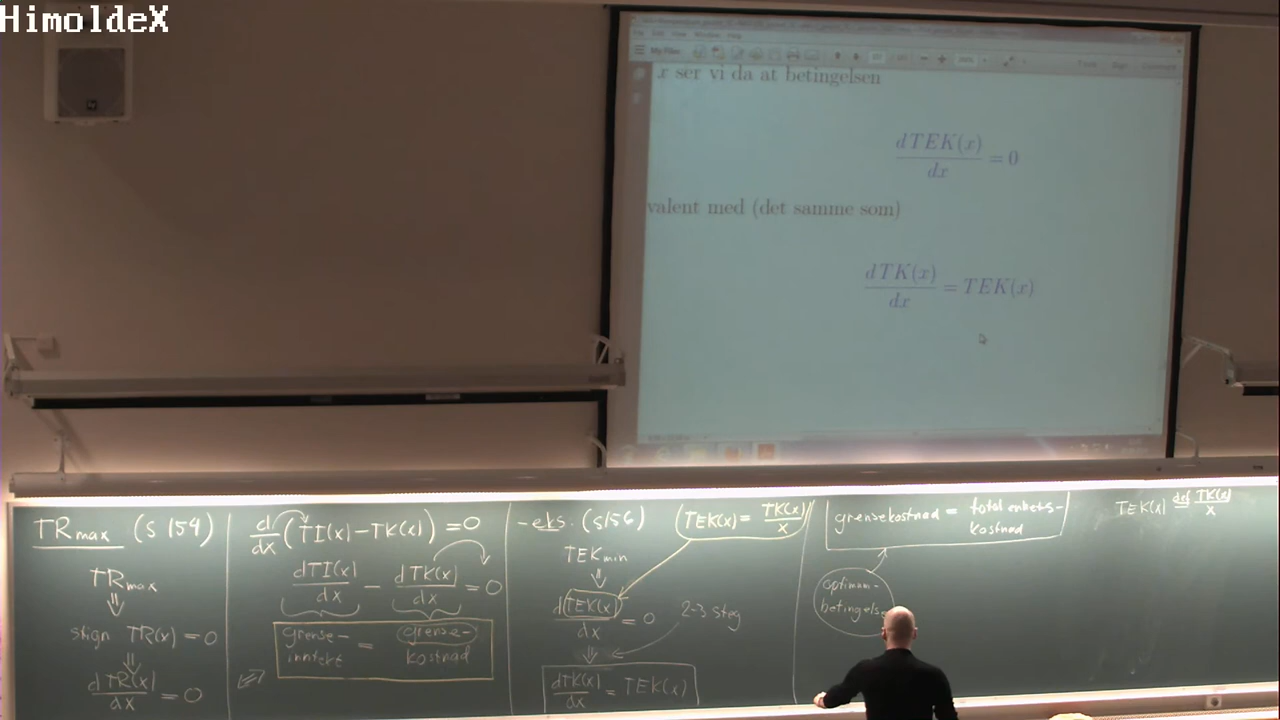 HimoldeX
x ser vi da at betingelsen
dTEK(x)/dx = 0
valent med (det samme som)
dTK(x)/dx = TEK(x)
TRmax (s 154)
TRmax
⇓
stign TR(x) = 0
⇓
dTR(x)/dx = 0
d/dx (TI(x) - TK(x)) = 0
dTI(x)/dx - dTK(x)/dx = 0
grense-inntekt = grense-kostnad
- eks. (s 156)
TEK(x) = TK(x)/x
TEKmin
⇓
dTEK(x)/dx = 0
2-3 steg
⇓
dTK(x)/dx = TEK(x)
grensekostnad = total enhets-
kostnad
optimum-
betingelse
TEK(x) def= TK(x)/x